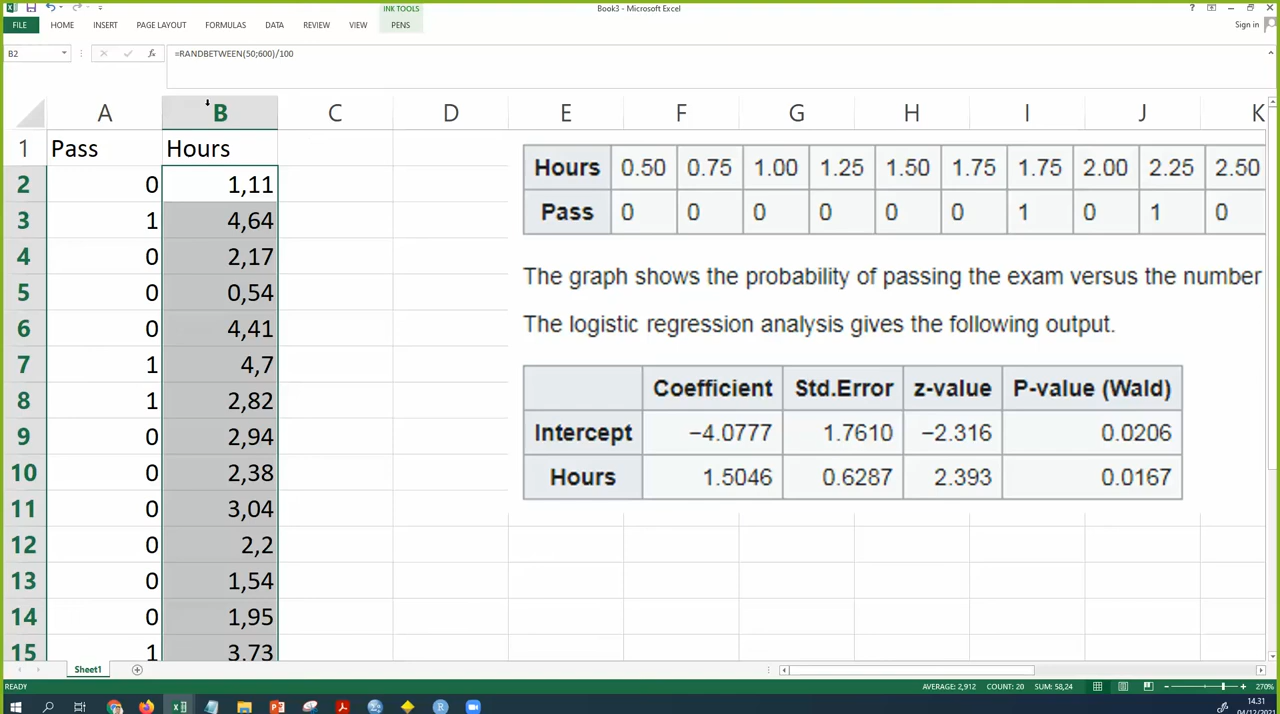 INK TOOLS
Book3 - Microsoft Excel
Sign in
FILE HOME INSERT PAGE LAYOUT FORMULAS DATA REVIEW VIEW PENS
B2 fx =RANDBETWEEN(50;600)/100
A B C D E F G H I J K
1 Pass Hours
2 0 1,11
3 1 4,64
4 0 2,17
5 0 0,54
6 0 4,41
7 1 4,7
8 1 2,82
9 0 2,94
10 0 2,38
11 0 3,04
12 0 2,2
13 0 1,54
14 0 1,95
15 1 3,73
Hours 0.50 0.75 1.00 1.25 1.50 1.75 1.75 2.00 2.25 2.50
Pass 0 0 0 0 0 0 1 0 1 0
The graph shows the probability of passing the exam versus the number
The logistic regression analysis gives the following output.
Coefficient Std.Error z-value P-value (Wald)
Intercept −4.0777 1.7610 −2.316 0.0206
Hours 1.5046 0.6287 2.393 0.0167
Sheet1
READY AVERAGE: 2,912 COUNT: 20 SUM: 58,24 270%
14.31
04/12/2021